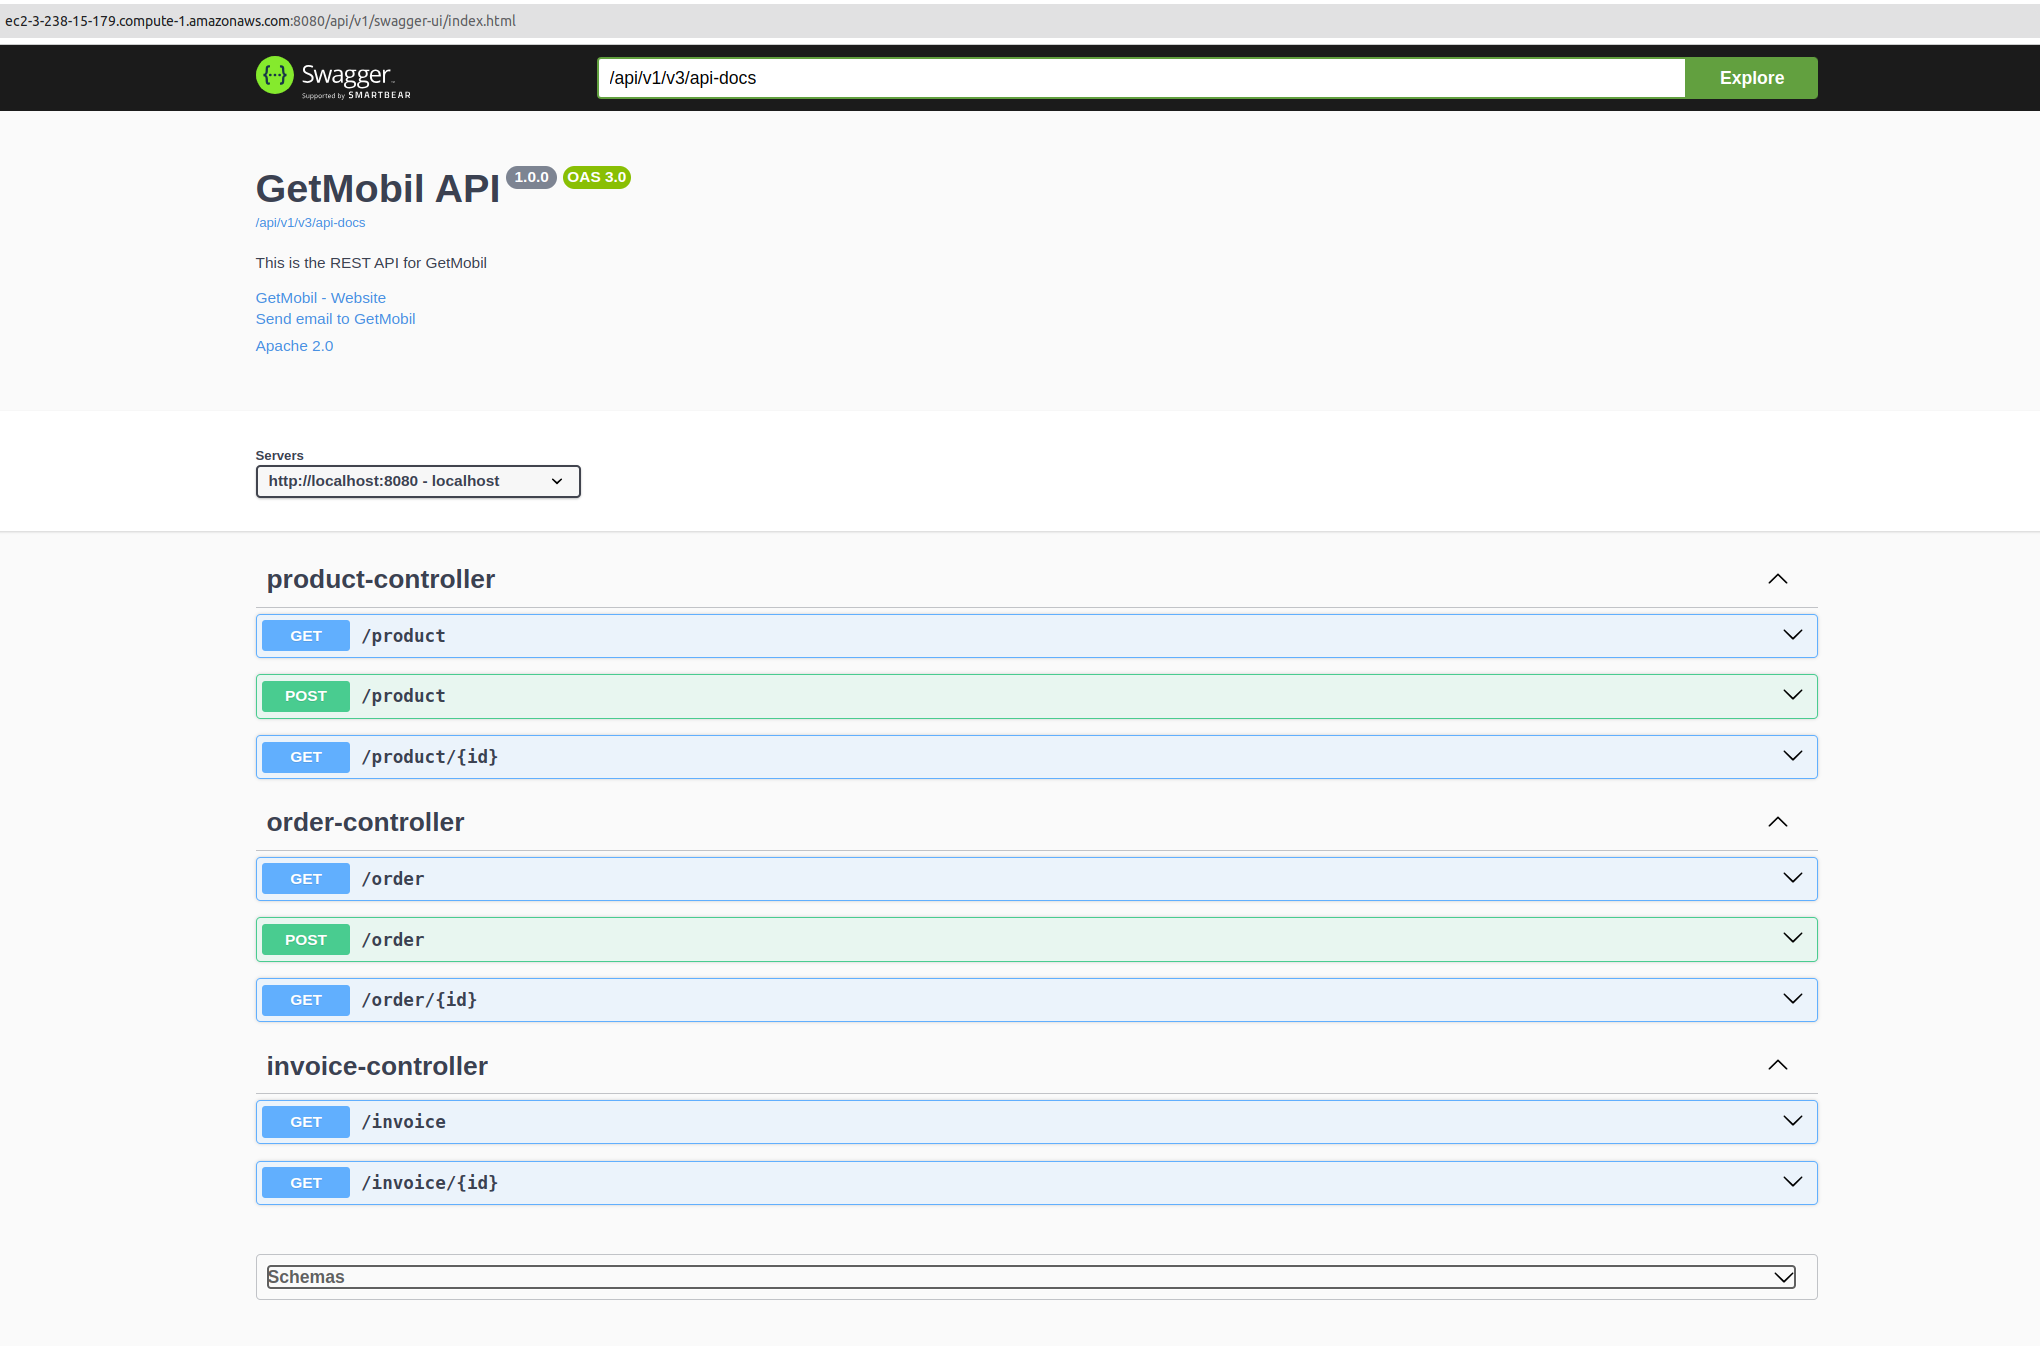 ec2-3-238-15-179.compute-1.amazonaws.com:8080/api/v1/swagger-ui/index.html
Swagger
Supported by SMARTBEAR
/api/v1/v3/api-docs
Explore
GetMobil API 1.0.0 OAS 3.0
/api/v1/v3/api-docs
This is the REST API for GetMobil
GetMobil - Website
Send email to GetMobil
Apache 2.0
Servers
http://localhost:8080 - localhost
product-controller
GET /product
POST /product
GET /product/{id}
order-controller
GET /order
POST /order
GET /order/{id}
invoice-controller
GET /invoice
GET /invoice/{id}
Schemas